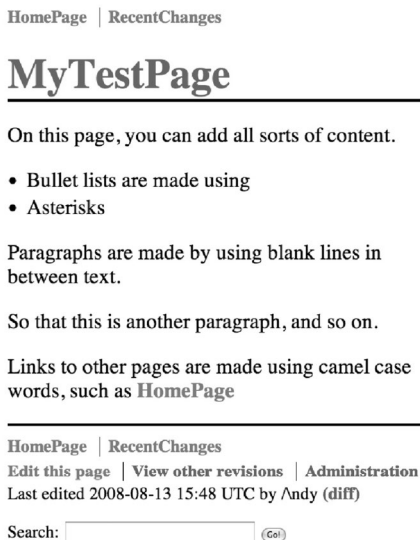 HomePage | RecentChanges
MyTestPage
On this page, you can add all sorts of content.
• Bullet lists are made using
• Asterisks
Paragraphs are made by using blank lines in
between text.
So that this is another paragraph, and so on.
Links to other pages are made using camel case
words, such as HomePage
HomePage | RecentChanges
Edit this page | View other revisions | Administration
Last edited 2008-08-13 15:48 UTC by Andy (diff)
Search: Go!